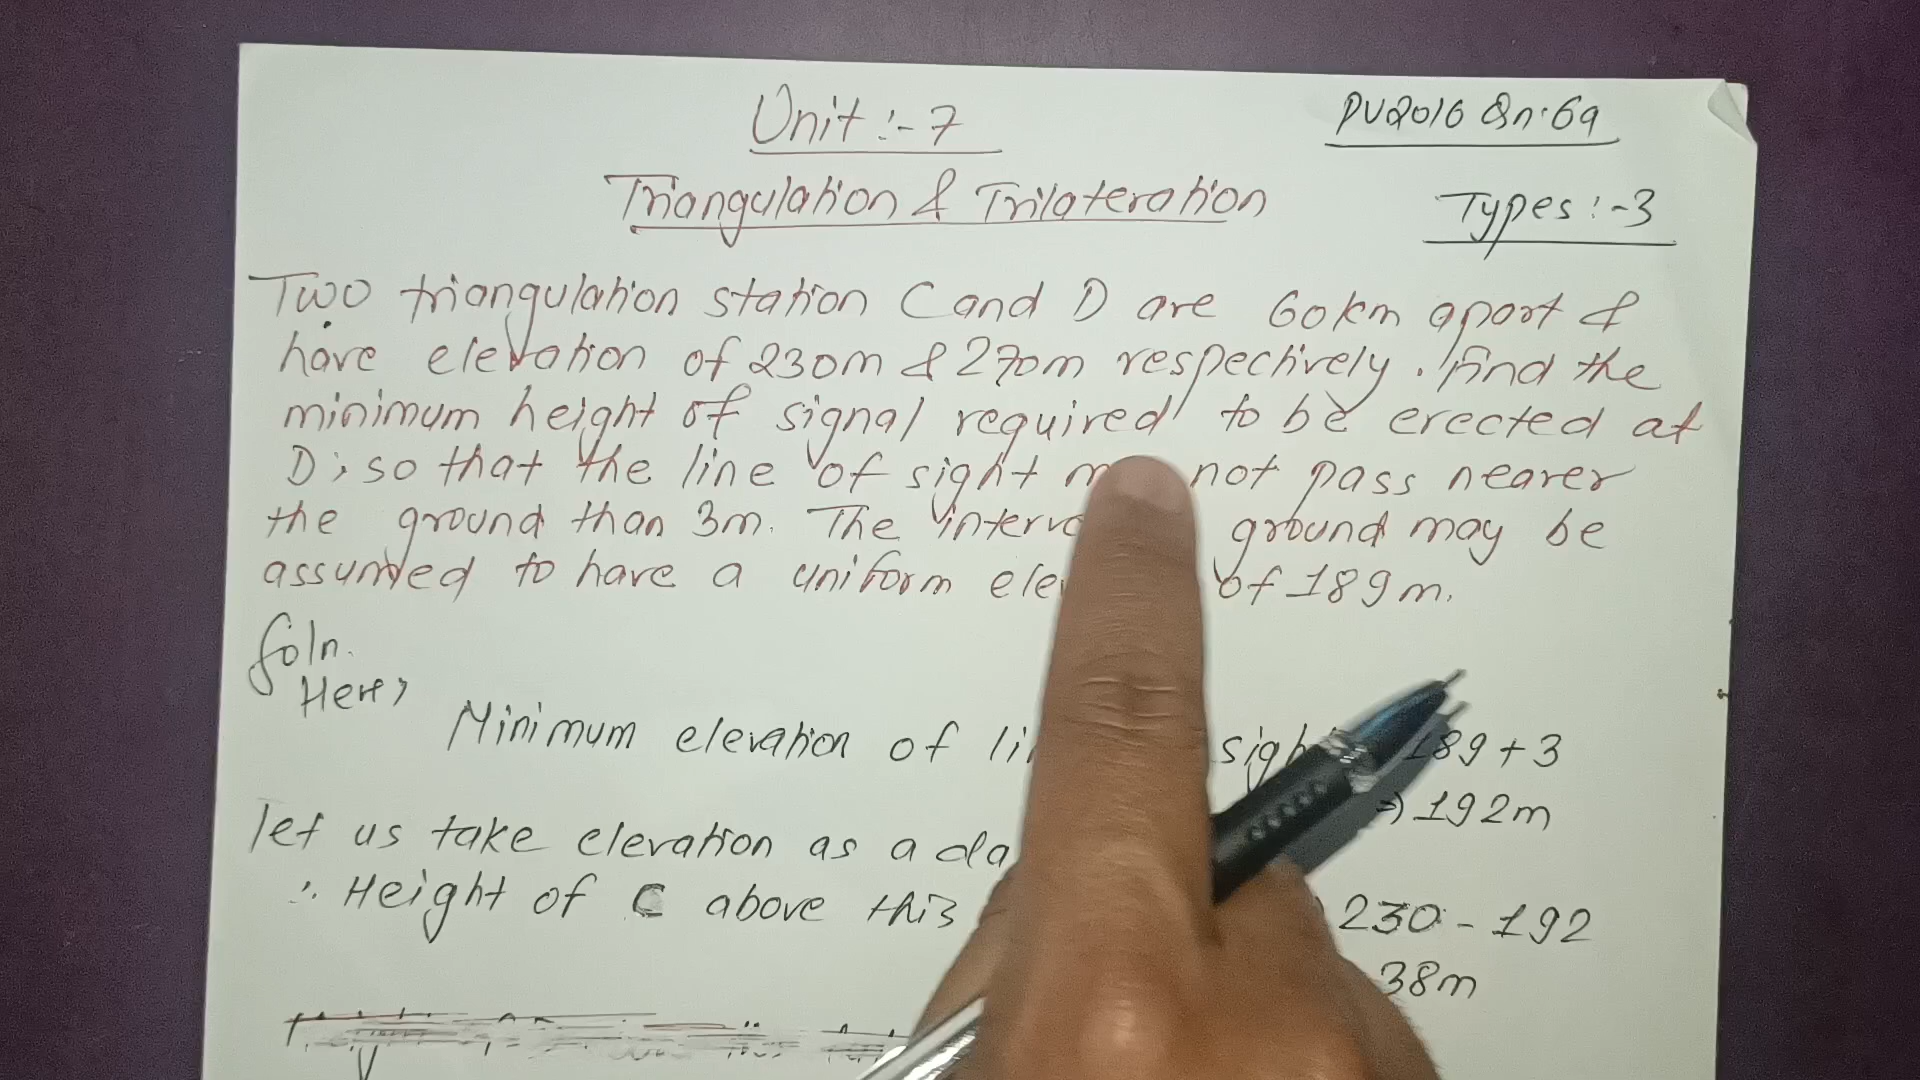 Unit :- 7
PU2016 Qn.6a
Triangulation & Trilateration
Types :- 3
Two triangulation station C and D are 60km apart &
have elevation of 230m & 270m respectively. find the
minimum height of signal required to be erected at
D, so that the line of sight not pass nearer
the ground than 3m. The ground may be
assumed to have a uniform of 189m.
Soln.
Here,
Minimum elevation of 189 + 3
⇒ 192m
let us take elevation as a
∴ Height of C above this 230 - 192
38m